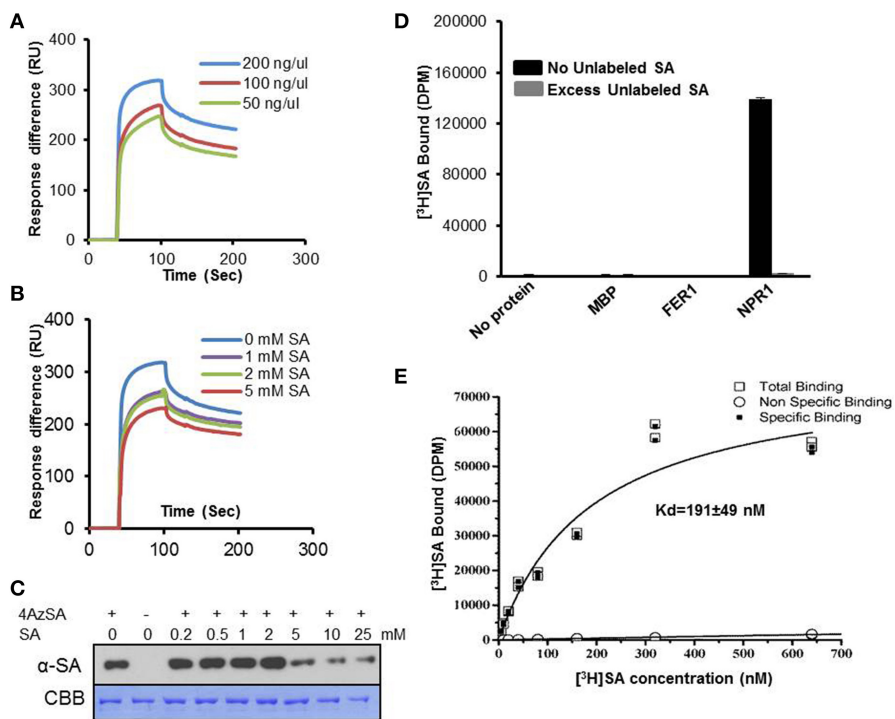 A
400
300
200
100
0
Response difference (RU)
200 ng/ul
100 ng/ul
50 ng/ul
0 100 200 300
Time (Sec)
B
400
300
200
100
0
Response difference (RU)
0 mM SA
1 mM SA
2 mM SA
5 mM SA
Time (Sec)
0 100 200 300
C
4AzSA + - + + + + + + +
SA 0 0 0.2 0.5 1 2 5 10 25 mM
α-SA
CBB
D
200000
160000
120000
80000
40000
0
[³H]SA Bound (DPM)
No Unlabeled SA
Excess Unlabeled SA
No protein
MBP
FER1
NPR1
E
70000
60000
50000
40000
30000
20000
10000
0
[³H]SA Bound (DPM)
Total Binding
Non Specific Binding
Specific Binding
Kd=191±49 nM
0 100 200 300 400 500 600 700
[³H]SA concentration (nM)